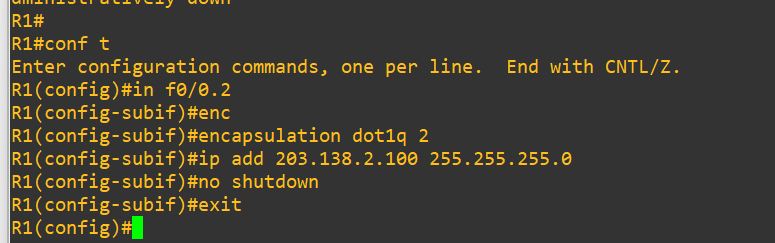 administratively down
R1#
R1#conf t
Enter configuration commands, one per line.  End with CNTL/Z.
R1(config)#in f0/0.2
R1(config-subif)#enc
R1(config-subif)#encapsulation dot1q 2
R1(config-subif)#ip add 203.138.2.100 255.255.255.0
R1(config-subif)#no shutdown
R1(config-subif)#exit
R1(config)#